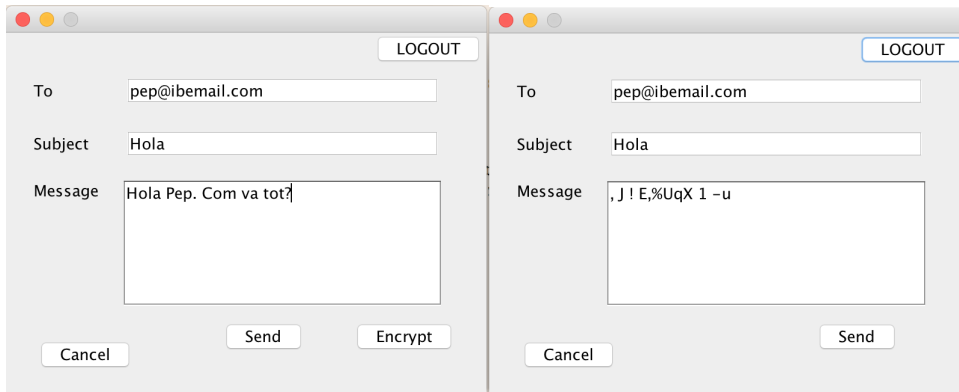 LOGOUT
To pep@ibemail.com
Subject Hola
Message Hola Pep. Com va tot?
Send Encrypt
Cancel
LOGOUT
To pep@ibemail.com
Subject Hola
Message , J ! E,%UqX 1 -u
Send
Cancel